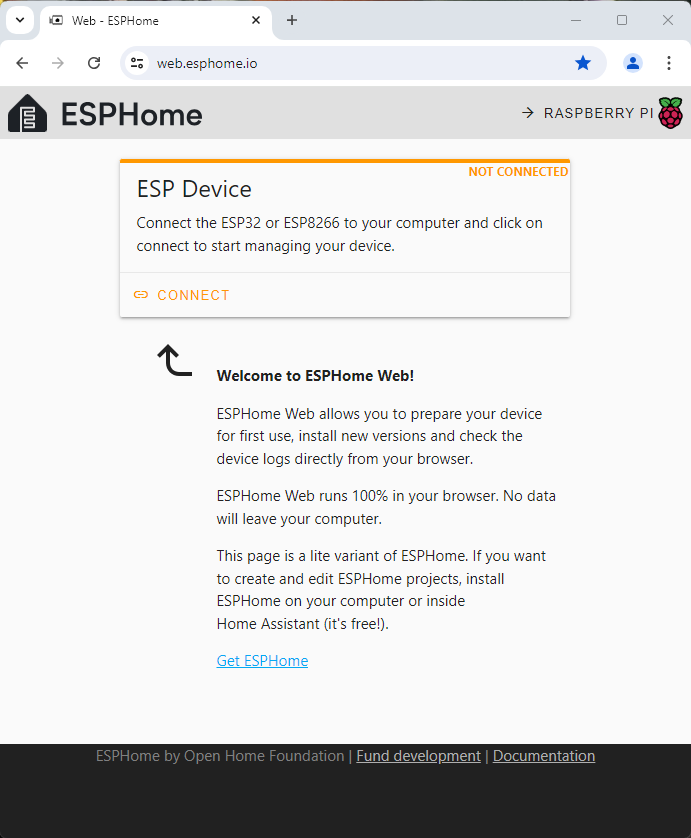 Web - ESPHome
web.esphome.io
ESPHome
RASPBERRY PI
NOT CONNECTED
ESP Device
Connect the ESP32 or ESP8266 to your computer and click on
connect to start managing your device.
CONNECT
Welcome to ESPHome Web!
ESPHome Web allows you to prepare your device
for first use, install new versions and check the
device logs directly from your browser.
ESPHome Web runs 100% in your browser. No data
will leave your computer.
This page is a lite variant of ESPHome. If you want
to create and edit ESPHome projects, install
ESPHome on your computer or inside
Home Assistant (it's free!).
Get ESPHome
ESPHome by Open Home Foundation | Fund development | Documentation